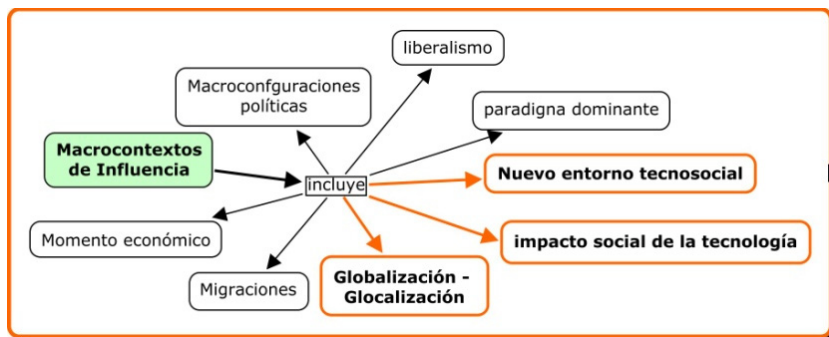 liberalismo
Macroconfguraciones
políticas
paradigna dominante
Macrocontextos
de Influencia
incluye
Nuevo entorno tecnosocial
Momento económico
impacto social de la tecnología
Migraciones
Globalización -
Glocalización